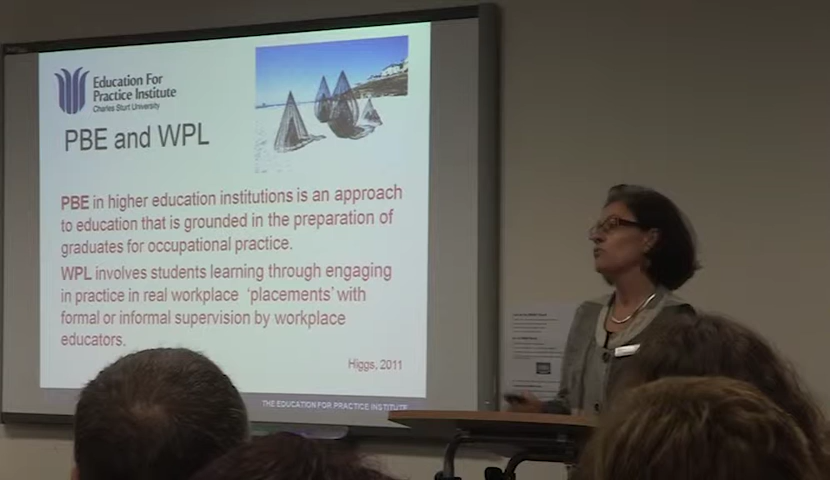 Education For
Practice Institute
Charles Sturt University
PBE and WPL
PBE in higher education institutions is an approach
to education that is grounded in the preparation of
graduates for occupational practice.
WPL involves students learning through engaging
in practice in real workplace 'placements' with
formal or informal supervision by workplace
educators.
Higgs, 2011
THE EDUCATION FOR PRACTICE INSTITUTE